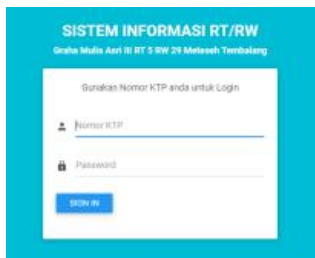 SISTEM INFORMASI RT/RW
Graha Mulia Asri III RT 5 RW 29 Meteseh Tembalang
Gunakan Nomor KTP anda untuk Login
Nomor KTP
Password
SIGN IN